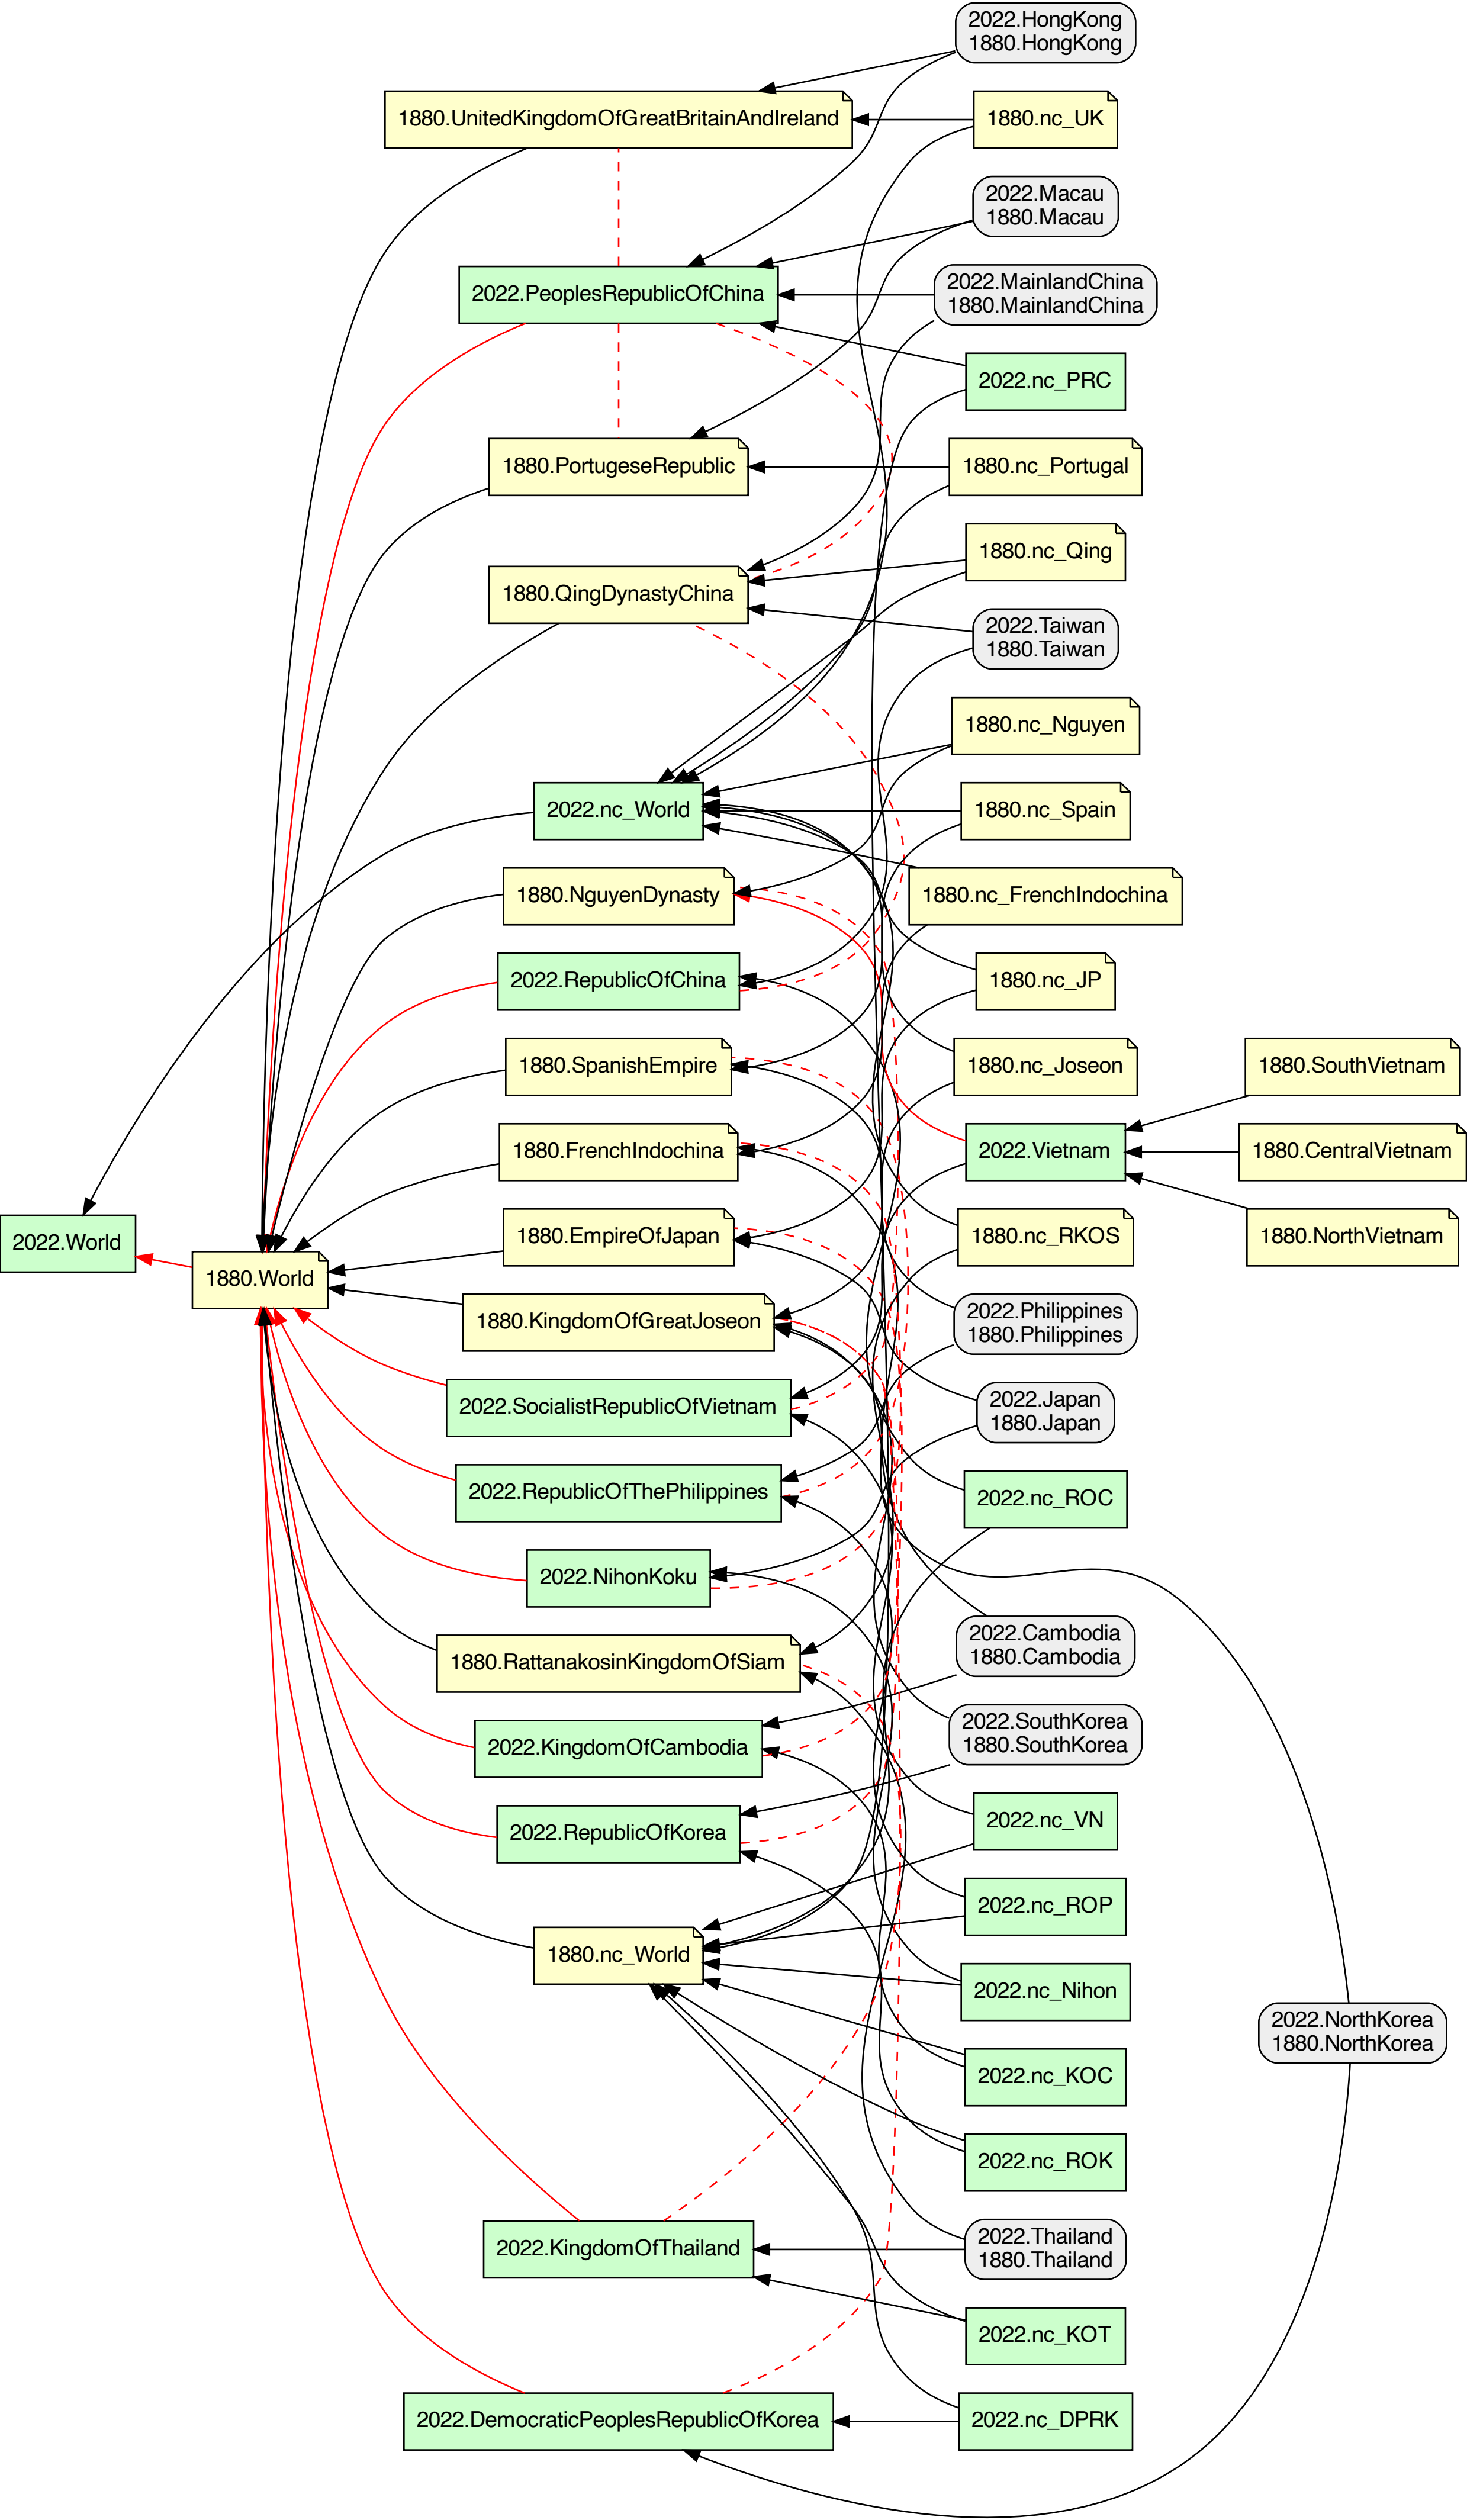 2022.HongKong
1880.HongKong
1880.UnitedKingdomOfGreatBritainAndIreland
1880.nc_UK
2022.Macau
1880.Macau
2022.PeoplesRepublicOfChina
2022.MainlandChina
1880.MainlandChina
2022.nc_PRC
1880.PortugeseRepublic
1880.nc_Portugal
1880.nc_Qing
1880.QingDynastyChina
2022.Taiwan
1880.Taiwan
1880.nc_Nguyen
2022.nc_World
1880.nc_Spain
1880.NguyenDynasty
1880.nc_FrenchIndochina
2022.RepublicOfChina
1880.nc_JP
1880.SpanishEmpire
1880.nc_Joseon
1880.SouthVietnam
1880.FrenchIndochina
2022.Vietnam
1880.CentralVietnam
2022.World
1880.EmpireOfJapan
1880.nc_RKOS
1880.NorthVietnam
1880.World
1880.KingdomOfGreatJoseon
2022.Philippines
1880.Philippines
2022.SocialistRepublicOfVietnam
2022.Japan
1880.Japan
2022.RepublicOfThePhilippines
2022.nc_ROC
2022.NihonKoku
1880.RattanakosinKingdomOfSiam
2022.Cambodia
1880.Cambodia
2022.KingdomOfCambodia
2022.SouthKorea
1880.SouthKorea
2022.RepublicOfKorea
2022.nc_VN
2022.nc_ROP
1880.nc_World
2022.nc_Nihon
2022.NorthKorea
1880.NorthKorea
2022.nc_KOC
2022.nc_ROK
2022.KingdomOfThailand
2022.Thailand
1880.Thailand
2022.nc_KOT
2022.DemocraticPeoplesRepublicOfKorea
2022.nc_DPRK